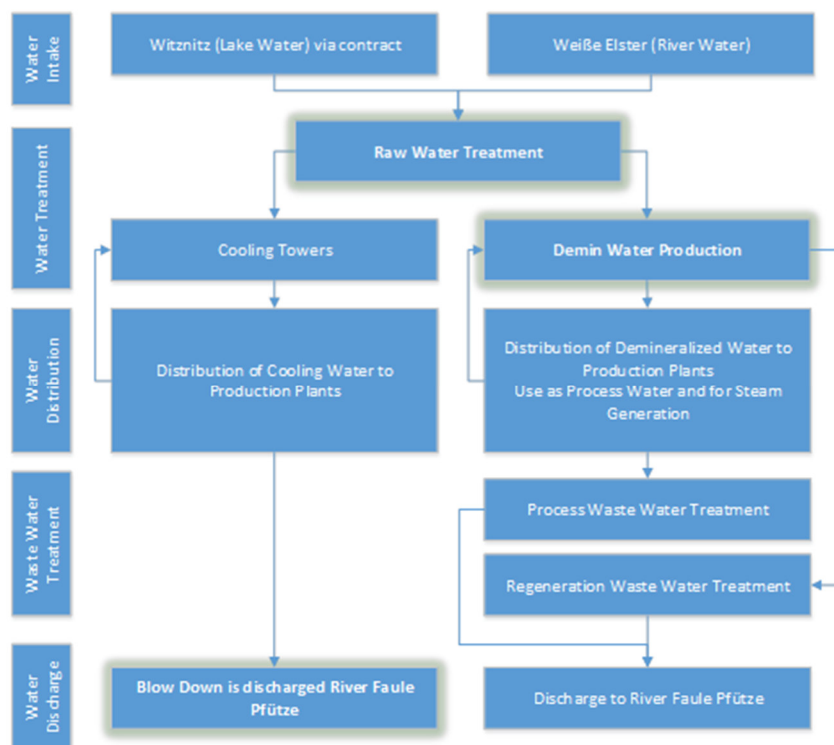 Water
Intake
Witznitz (Lake Water) via contract
Weiße Elster (River Water)
Water Treatment
Raw Water Treatment
Cooling Towers
Demin Water Production
Water
Distribution
Distribution of Cooling Water to
Production Plants
Distribution of Demineralized Water to
Production Plants
Use as Process Water and for Steam
Generation
Waste Water
Treatment
Process Waste Water Treatment
Regeneration Waste Water Treatment
Water
Discharge
Blow Down is discharged River Faule
Pfütze
Discharge to River Faule Pfütze